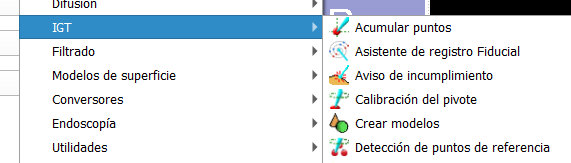 Difusión
IGT
Filtrado
Modelos de superficie
Conversores
Endoscopía
Utilidades
Acumular puntos
Asistente de registro Fiducial
Aviso de incumplimiento
Calibración del pivote
Crear modelos
Detección de puntos de referencia